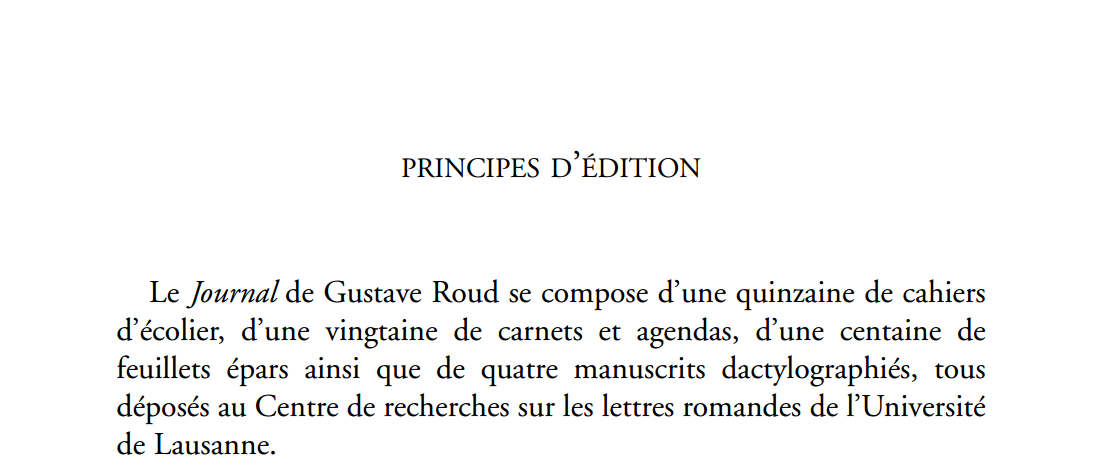 PRINCIPES D’ÉDITION
Le Journal de Gustave Roud se compose d’une quinzaine de cahiers
d’écolier, d’une vingtaine de carnets et agendas, d’une centaine de
feuillets épars ainsi que de quatre manuscrits dactylographiés, tous
déposés au Centre de recherches sur les lettres romandes de l’Université
de Lausanne.